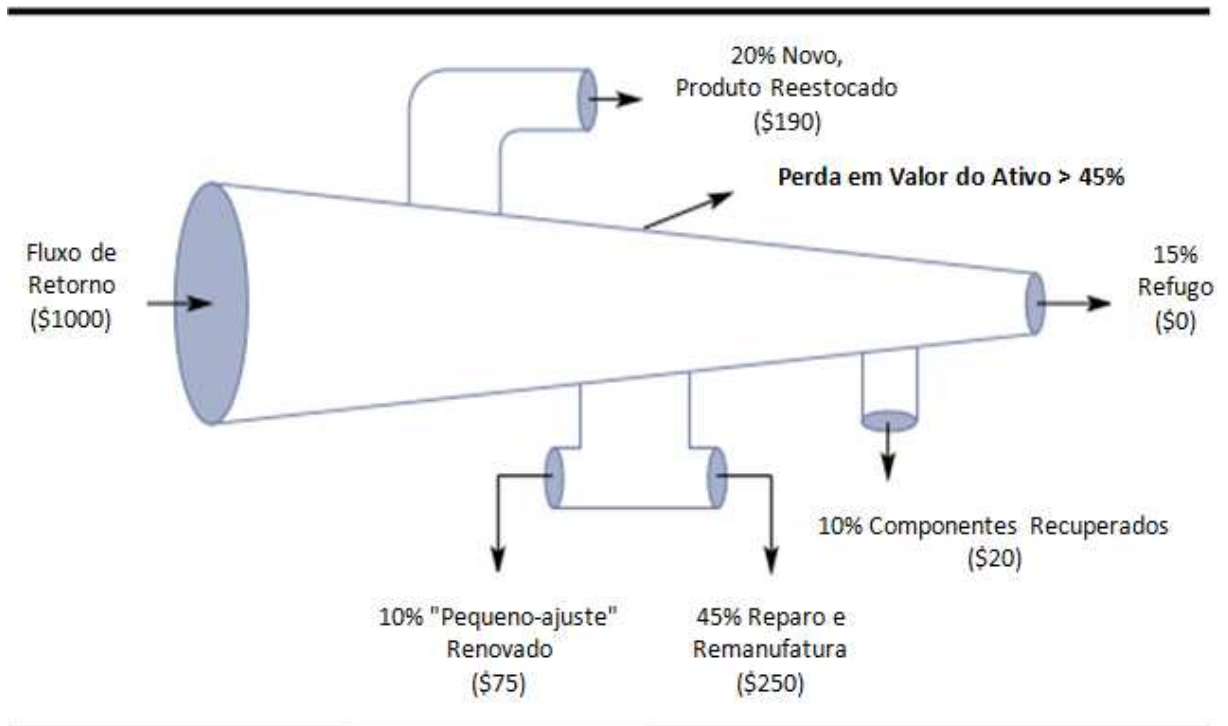 20% Novo,
Produto Reestocado
($190)
Perda em Valor do Ativo > 45%
Fluxo de
Retorno
($1000)
15%
Refugo
($0)
10% Componentes Recuperados
($20)
10% "Pequeno-ajuste"
Renovado
($75)
45% Reparo e
Remanufatura
($250)